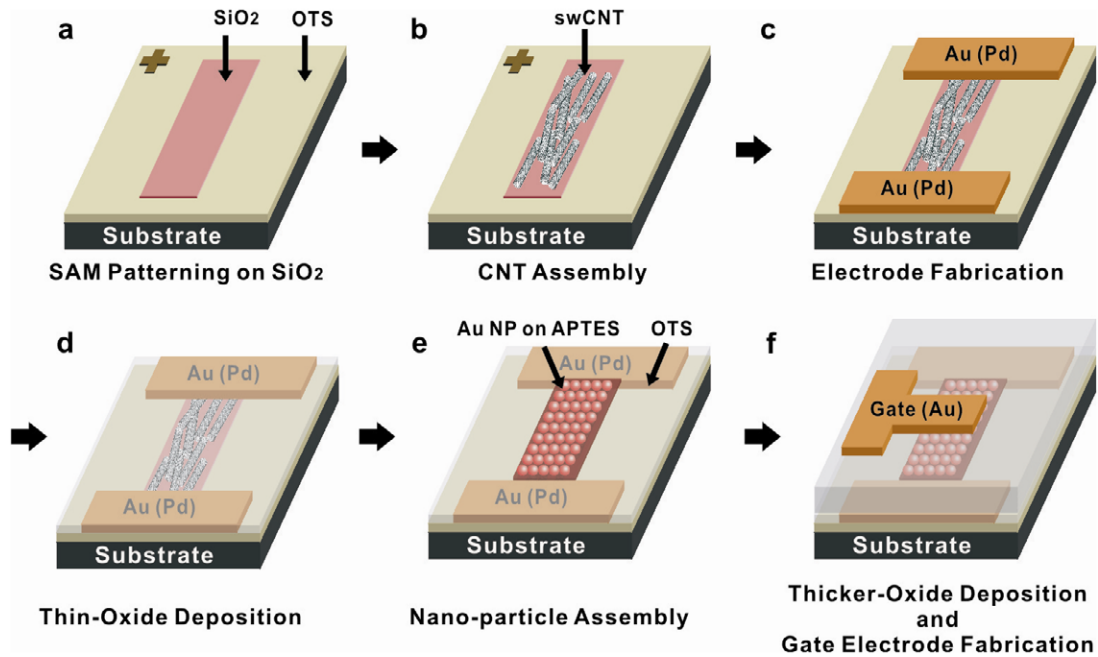 a
SiO₂
OTS
Substrate
SAM Patterning on SiO₂
b
swCNT
Substrate
CNT Assembly
c
Au (Pd)
Au (Pd)
Substrate
Electrode Fabrication
d
Au (Pd)
Au (Pd)
Substrate
Thin-Oxide Deposition
e
Au NP on APTES
OTS
Au (Pd)
Au (Pd)
Substrate
Nano-particle Assembly
f
Gate (Au)
Substrate
Thicker-Oxide Deposition
and
Gate Electrode Fabrication